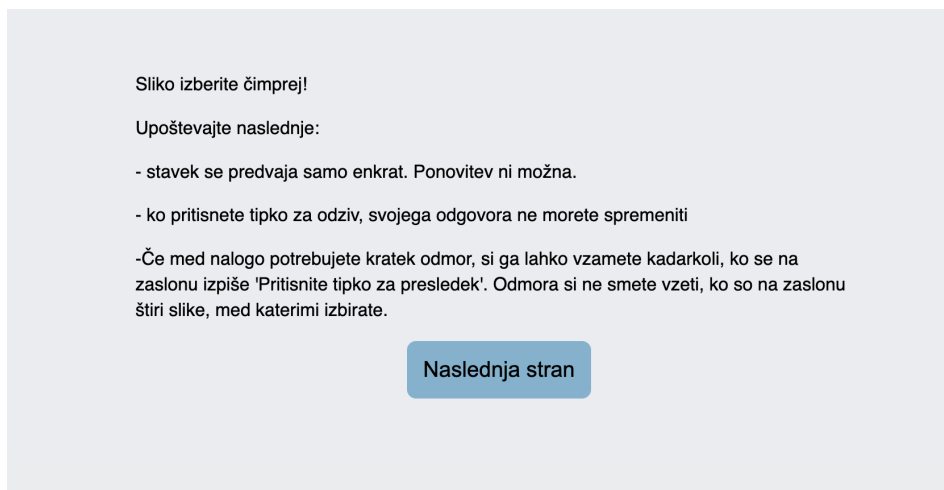 Sliko izberite čimprej!
Upoštevajte naslednje:
- stavek se predvaja samo enkrat. Ponovitev ni možna.
- ko pritisnete tipko za odziv, svojega odgovora ne morete spremeniti
-Če med nalogo potrebujete kratek odmor, si ga lahko vzamete kadarkoli, ko se na
zaslonu izpiše 'Pritisnite tipko za presledek'. Odmora si ne smete vzeti, ko so na zaslonu
štiri slike, med katerimi izbirate.
Naslednja stran